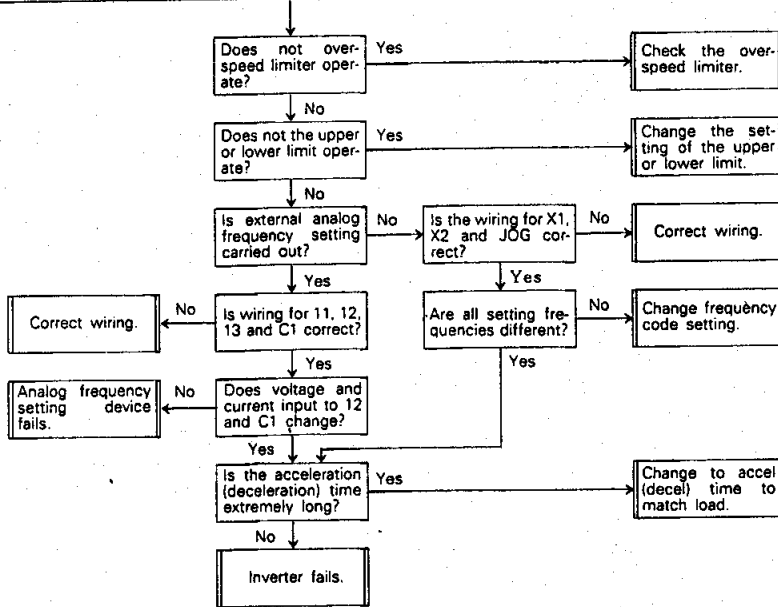 Does not over-
speed limiter oper-
ate?
Yes
Check the over-
speed limiter.
No
Does not the upper
or lower limit oper-
ate?
Yes
Change the set-
ting of the upper
or lower limit.
No
Is external analog
frequency setting
carried out?
No
Is the wiring for X1,
X2 and JOG cor-
rect?
No
Correct wiring.
Yes
Yes
Correct wiring.
No
Is wiring for 11, 12,
13 and C1 correct?
Are all setting fre-
quencies different?
No
Change frequency
code setting.
Yes
Yes
Analog frequency
setting device
fails.
No
Does voltage and
current input to 12
and C1 change?
Yes
Is the acceleration
(deceleration) time
extremely long?
Yes
Change to accel
(decel) time to
match load.
No
Inverter fails.